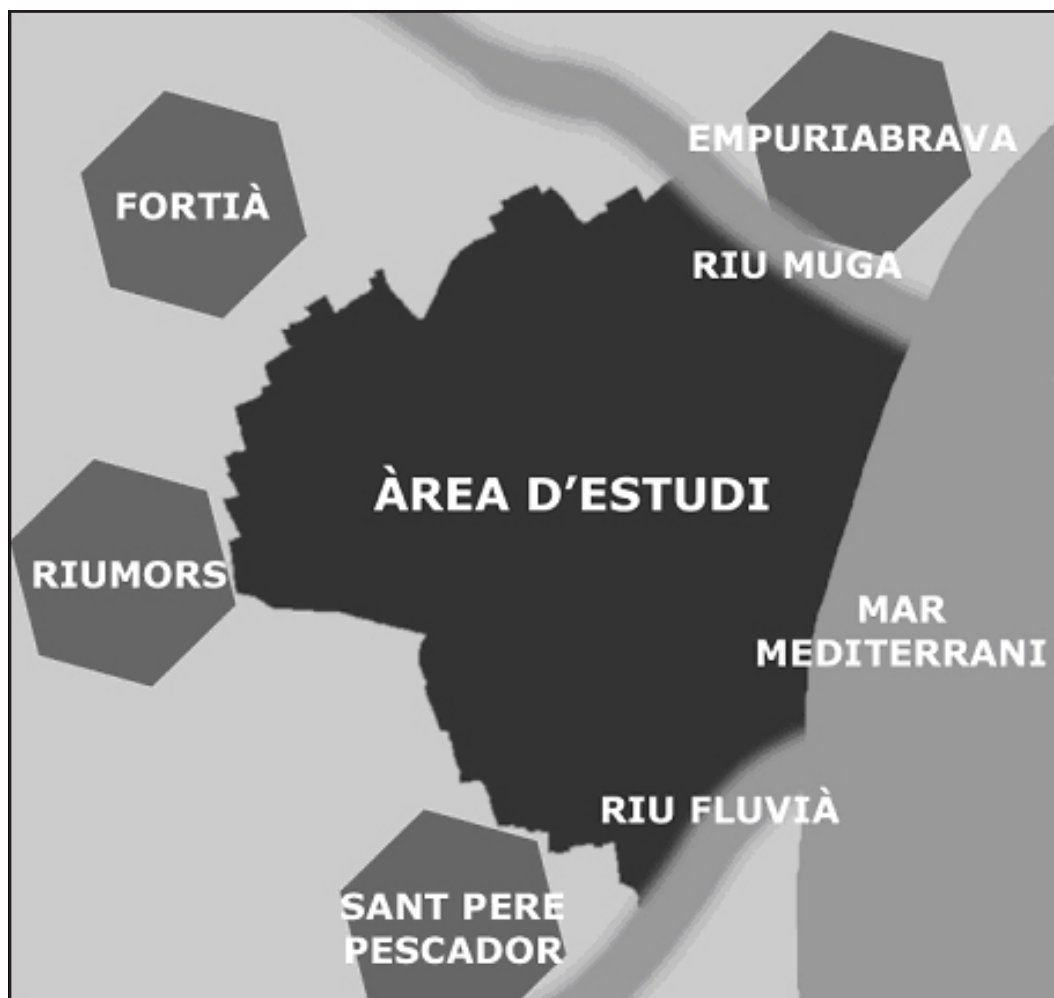 EMPURIABRAVA
FORTIÀ
RIU MUGA
ÀREA D’ESTUDI
RIUMORS
MAR
MEDITERRANI
RIU FLUVIÀ
SANT PERE
PESCADOR